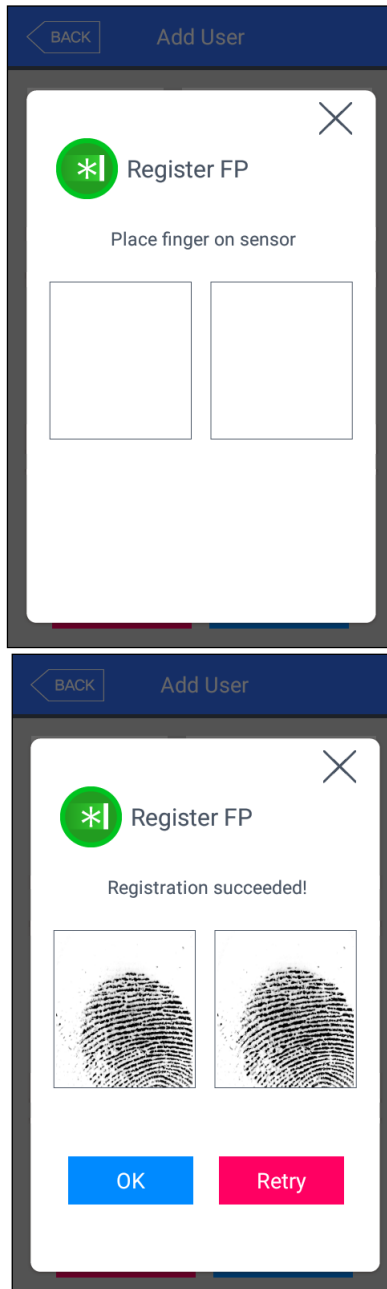 BACK Add User
Register FP
Place finger on sensor
BACK Add User
Register FP
Registration succeeded!
OK Retry